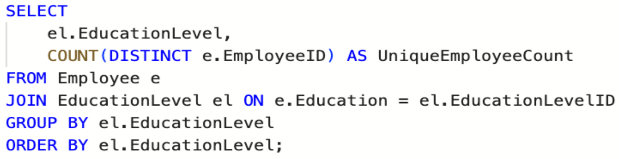 SELECT
    el.EducationLevel,
    COUNT(DISTINCT e.EmployeeID) AS UniqueEmployeeCount
FROM Employee e
JOIN EducationLevel el ON e.Education = el.EducationLevelID
GROUP BY el.EducationLevel
ORDER BY el.EducationLevel;